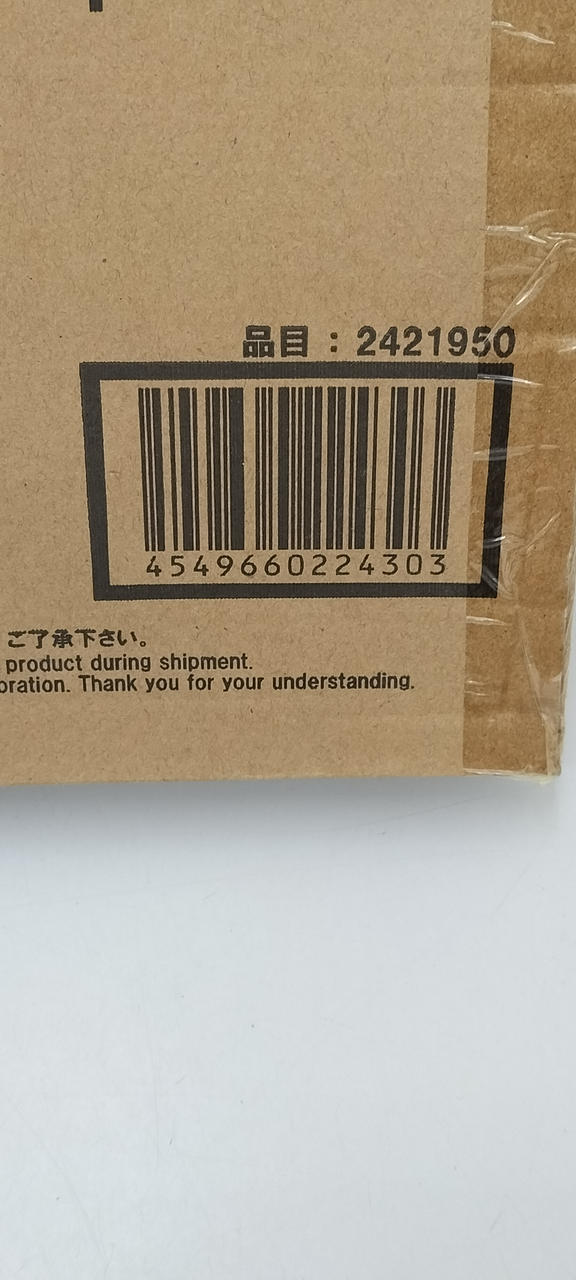 品目：2421950
4549660224303
ご了承下さい。
product during shipment.
oration. Thank you for your understanding.